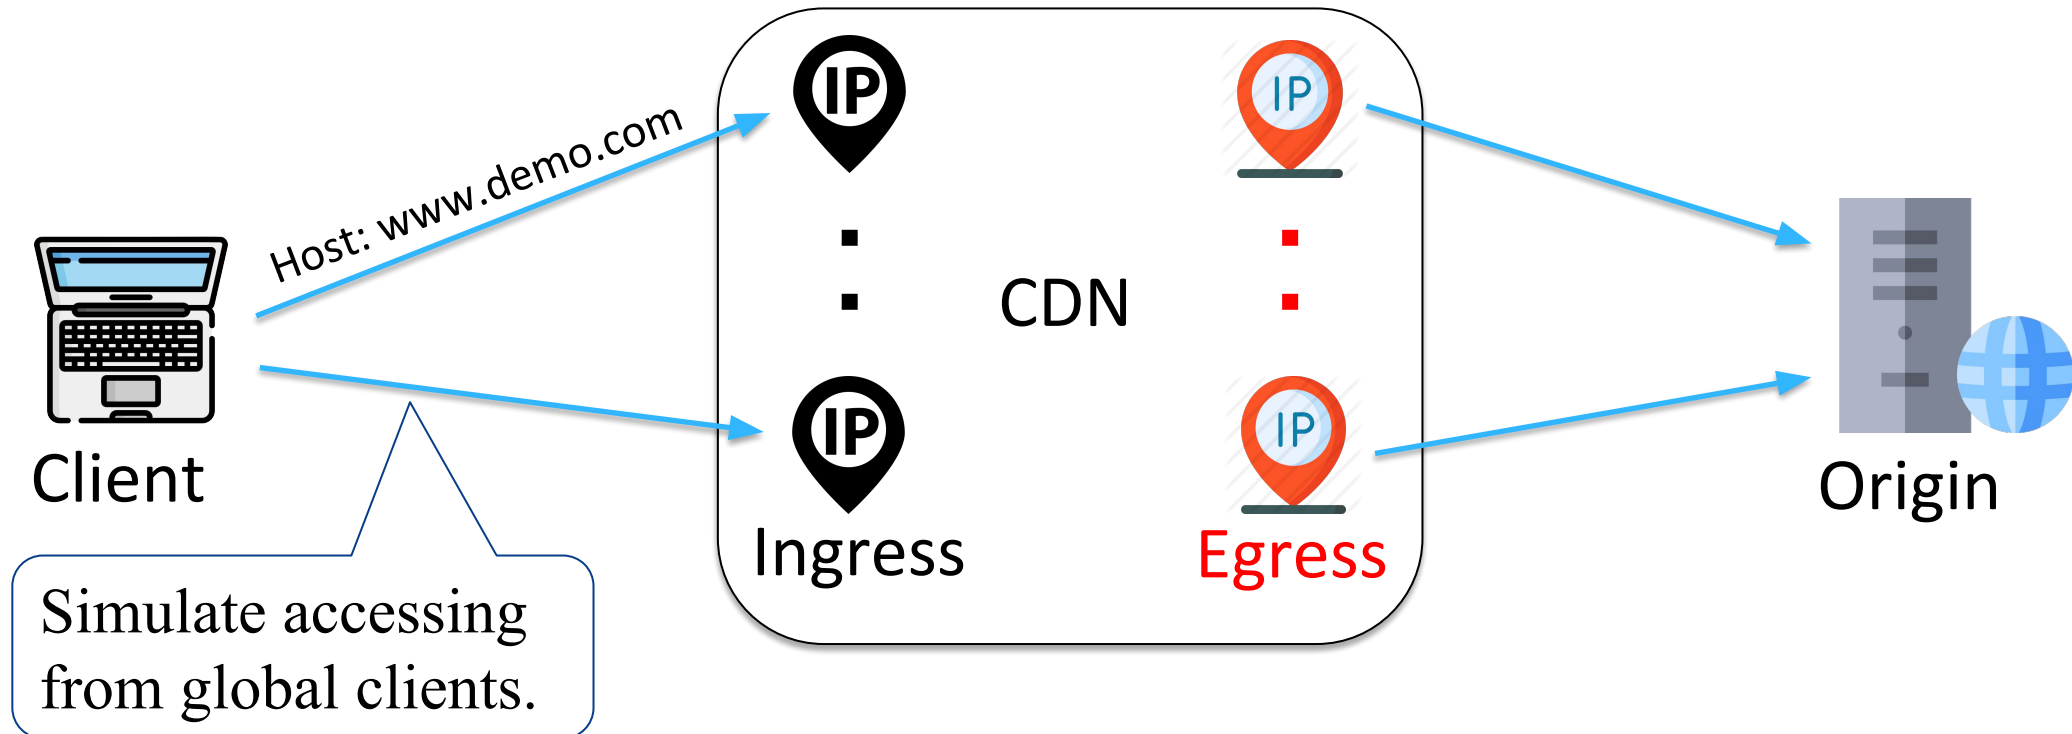 IP
IP
Host: www.demo.com
CDN
IP
IP
Client
Ingress
Egress
Origin
Simulate accessing
from global clients.